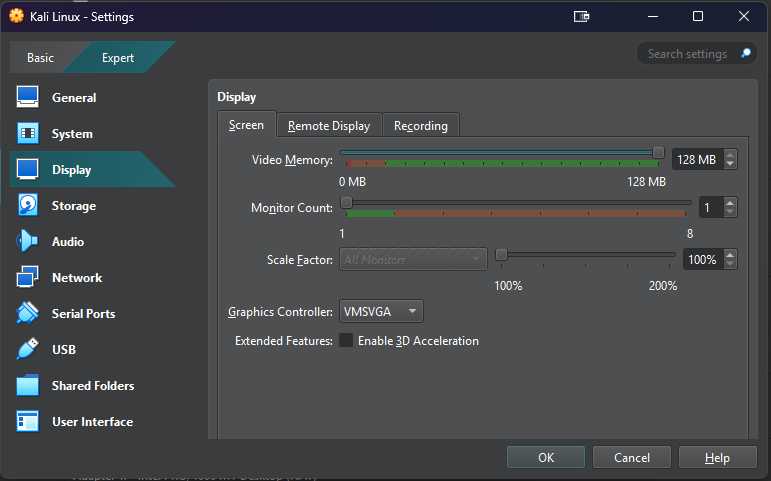 Kali Linux - Settings
Basic
Expert
Search settings
General
System
Display
Storage
Audio
Network
Serial Ports
USB
Shared Folders
User Interface
Display
Screen
Remote Display
Recording
Video Memory:
128 MB
0 MB
128 MB
Monitor Count:
1
1
8
Scale Factor:
All Monitors
100%
100%
200%
Graphics Controller:
VMSVGA
Extended Features:
Enable 3D Acceleration
OK
Cancel
Help